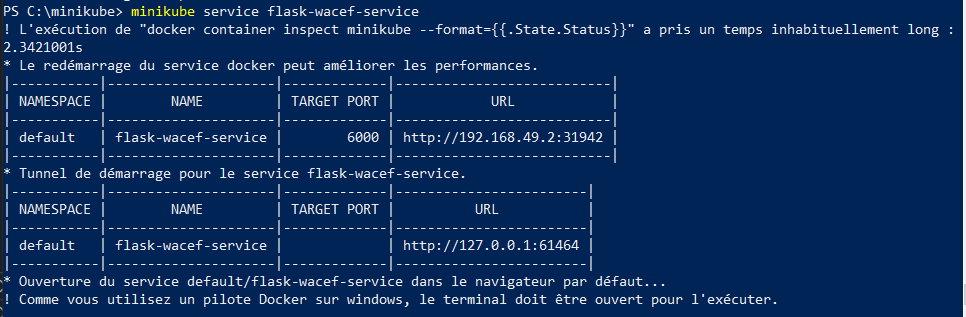 PS C:\minikube> minikube service flask-wacef-service
! L'exécution de "docker container inspect minikube --format={{.State.Status}}" a pris un temps inhabituellement long :
2.3421001s
* Le redémarrage du service docker peut améliorer les performances.
|-----------|---------------------|-------------|---------------------------|
| NAMESPACE |        NAME         | TARGET PORT |            URL            |
|-----------|---------------------|-------------|---------------------------|
| default   | flask-wacef-service |        6000 | http://192.168.49.2:31942 |
|-----------|---------------------|-------------|---------------------------|
* Tunnel de démarrage pour le service flask-wacef-service.
|-----------|---------------------|-------------|------------------------|
| NAMESPACE |        NAME         | TARGET PORT |          URL           |
|-----------|---------------------|-------------|------------------------|
| default   | flask-wacef-service |             | http://127.0.0.1:61464 |
|-----------|---------------------|-------------|------------------------|
* Ouverture du service default/flask-wacef-service dans le navigateur par défaut...
! Comme vous utilisez un pilote Docker sur windows, le terminal doit être ouvert pour l'exécuter.